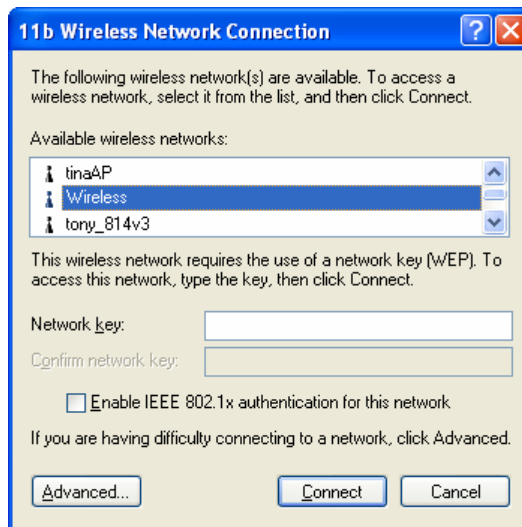 11b Wireless Network Connection
The following wireless network(s) are available. To access a
wireless network, select it from the list, and then click Connect.
Available wireless networks:
tinaAP
Wireless
tony_814v3
This wireless network requires the use of a network key (WEP). To
access this network, type the key, then click Connect.
Network key:
Confirm network key:
Enable IEEE 802.1x authentication for this network
If you are having difficulty connecting to a network, click Advanced.
Advanced... Connect Cancel